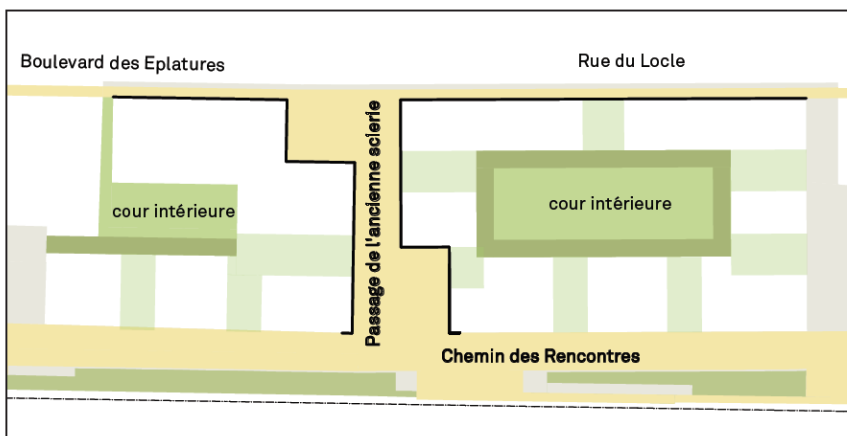 Boulevard des Eplatures
Rue du Locle
cour intérieure
Passage de l'ancienne scierie
cour intérieure
Chemin des Rencontres